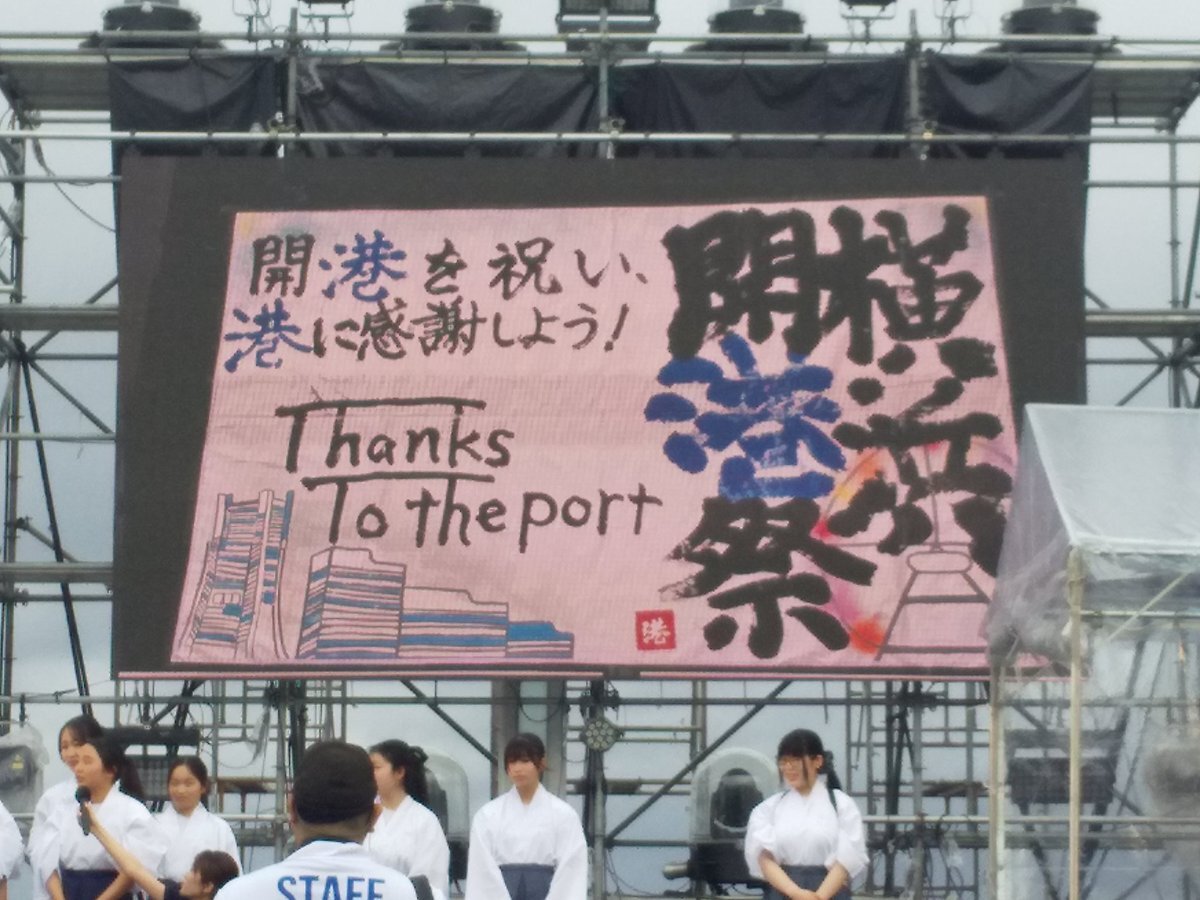 横浜
開港祭
開港を祝い、
港に感謝しよう!
Thanks
To the port
港
STAFF